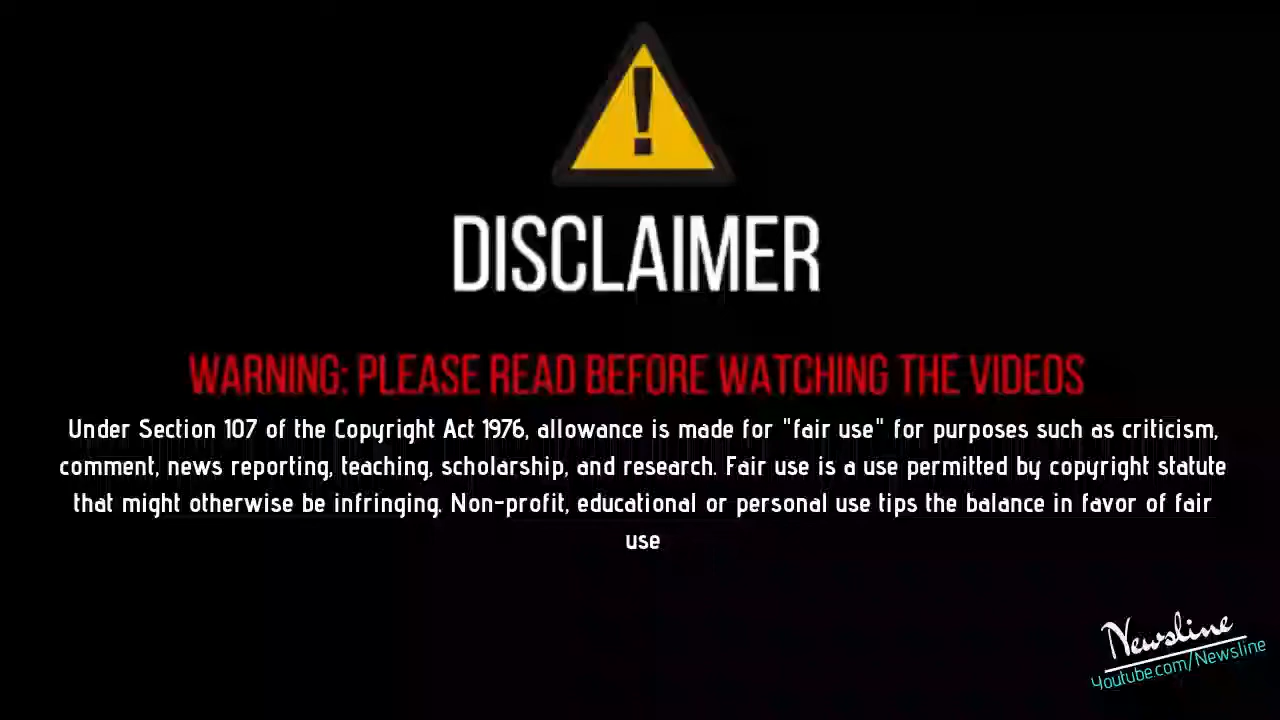 DISCLAIMER
WARNING: PLEASE READ BEFORE WATCHING THE VIDEOS
Under Section 107 of the Copyright Act 1976, allowance is made for "fair use" for purposes such as criticism,
comment, news reporting, teaching, scholarship, and research. Fair use is a use permitted by copyright statute
that might otherwise be infringing. Non-profit, educational or personal use tips the balance in favor of fair
use
Newsline
Youtube.com/Newsline